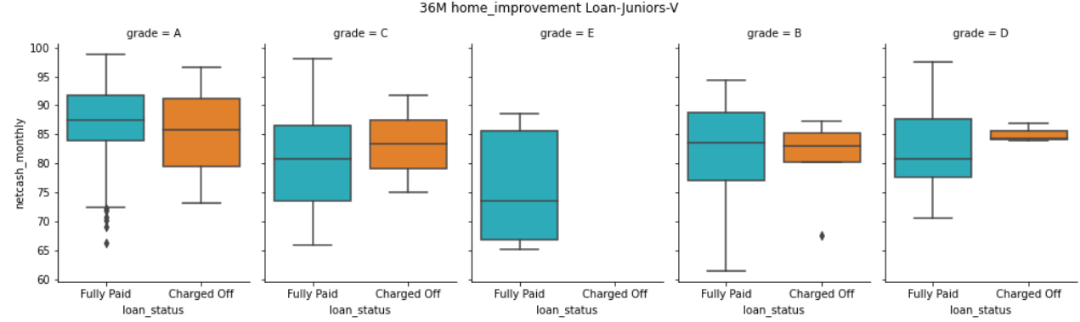 36M home_improvement Loan-Juniors-V
grade = A
grade = C
grade = E
grade = B
grade = D
netcash_monthly
100
95
90
85
80
75
70
65
60
Fully Paid Charged Off
Fully Paid Charged Off
Fully Paid Charged Off
Fully Paid Charged Off
Fully Paid Charged Off
loan_status
loan_status
loan_status
loan_status
loan_status